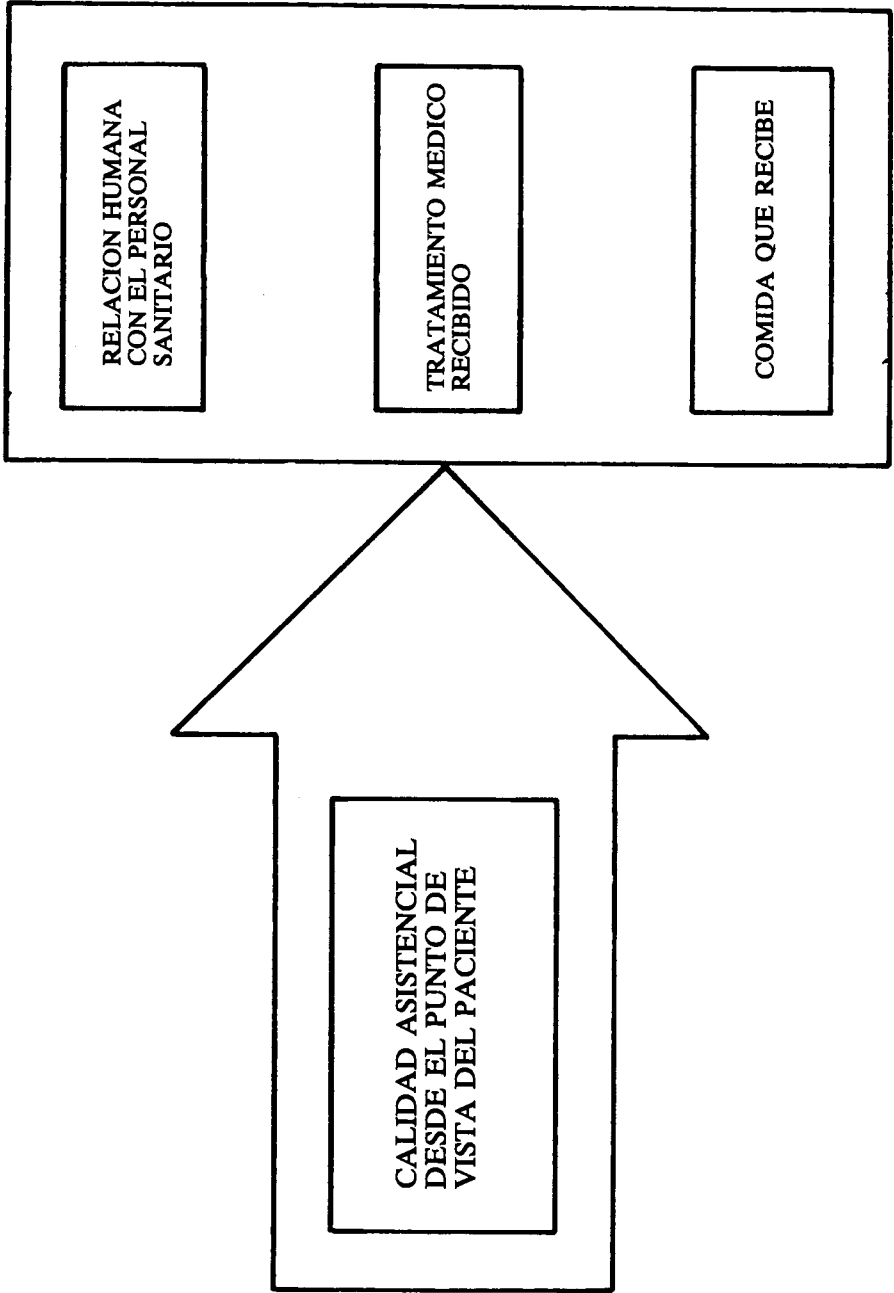 RELACION HUMANA
CON EL PERSONAL
SANITARIO
TRATAMIENTO MEDICO
RECIBIDO
COMIDA QUE RECIBE
CALIDAD ASISTENCIAL
DESDE EL PUNTO DE
VISTA DEL PACIENTE